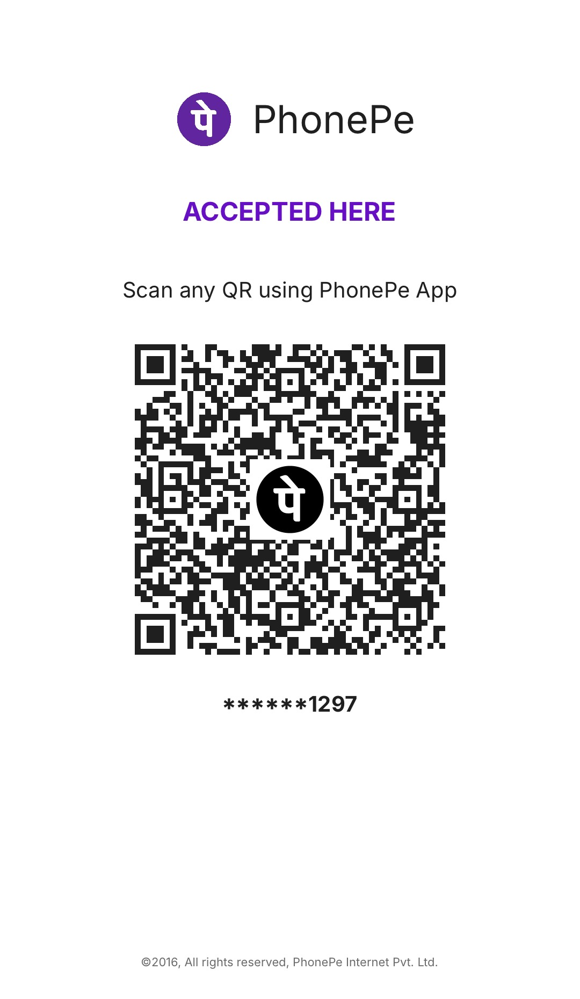 पे PhonePe
ACCEPTED HERE
Scan any QR using PhonePe App
पे
******1297
©2016, All rights reserved, PhonePe Internet Pvt. Ltd.